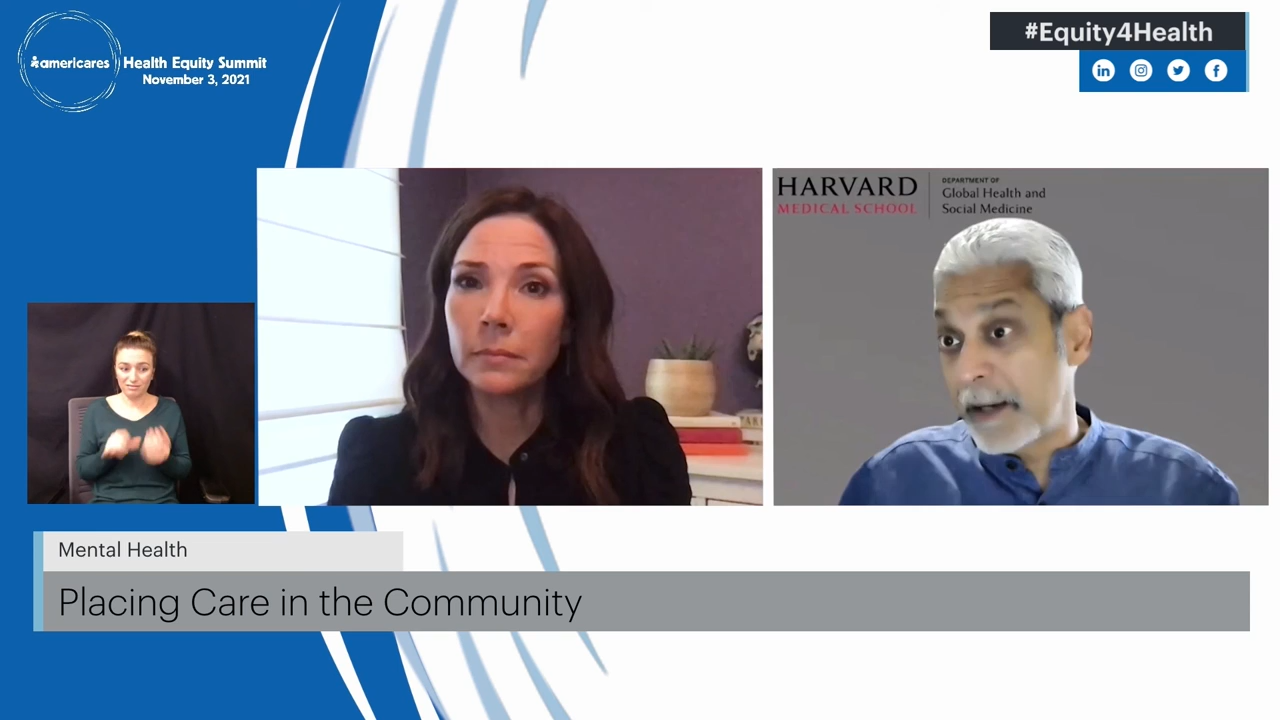 americares
Health Equity Summit
November 3, 2021
#Equity4Health
HARVARD
MEDICAL SCHOOL
DEPARTMENT OF
Global Health and
Social Medicine
Mental Health
Placing Care in the Community